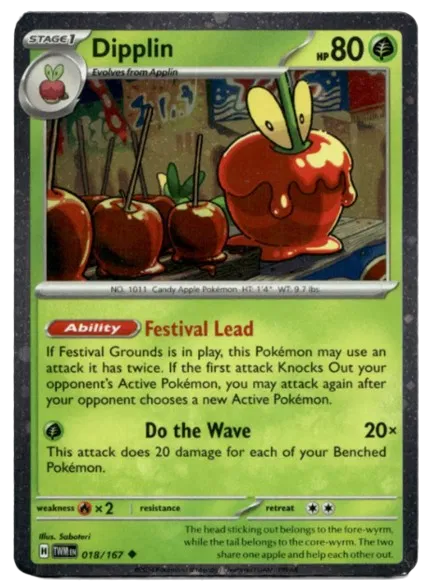 STAGE 1
Dipplin
HP 80
Evolves from Applin
NO. 1011 Candy Apple Pokémon HT: 1'4" WT: 9.7 lbs.
Ability Festival Lead
If Festival Grounds is in play, this Pokémon may use an
attack it has twice. If the first attack Knocks Out your
opponent's Active Pokémon, you may attack again after
your opponent chooses a new Active Pokémon.
Do the Wave 20×
This attack does 20 damage for each of your Benched
Pokémon.
weakness ×2 resistance retreat
Illus. Saboteri
H TWM EN 018/167
The head sticking out belongs to the fore-wyrm,
while the tail belongs to the core-wyrm. The two
share one apple and help each other out.